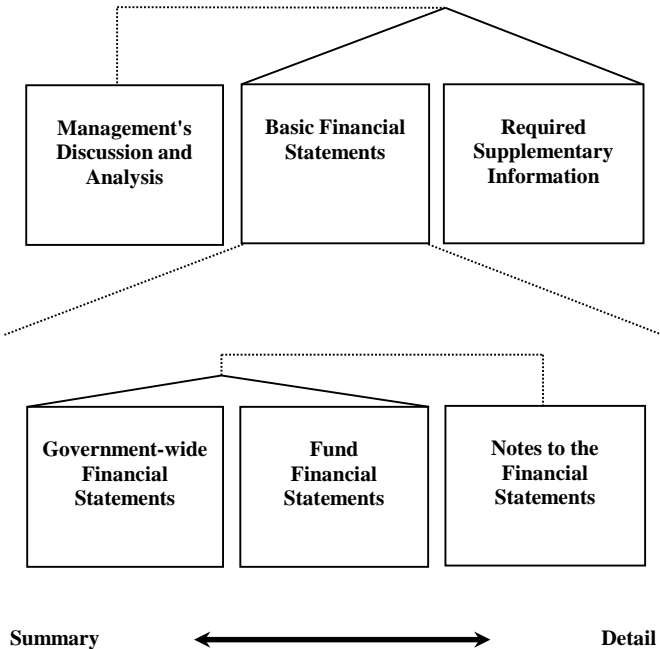 Management's
Discussion and
Analysis
Basic Financial
Statements
Required
Supplementary
Information
Government-wide
Financial
Statements
Fund
Financial
Statements
Notes to the
Financial
Statements
Summary
Detail